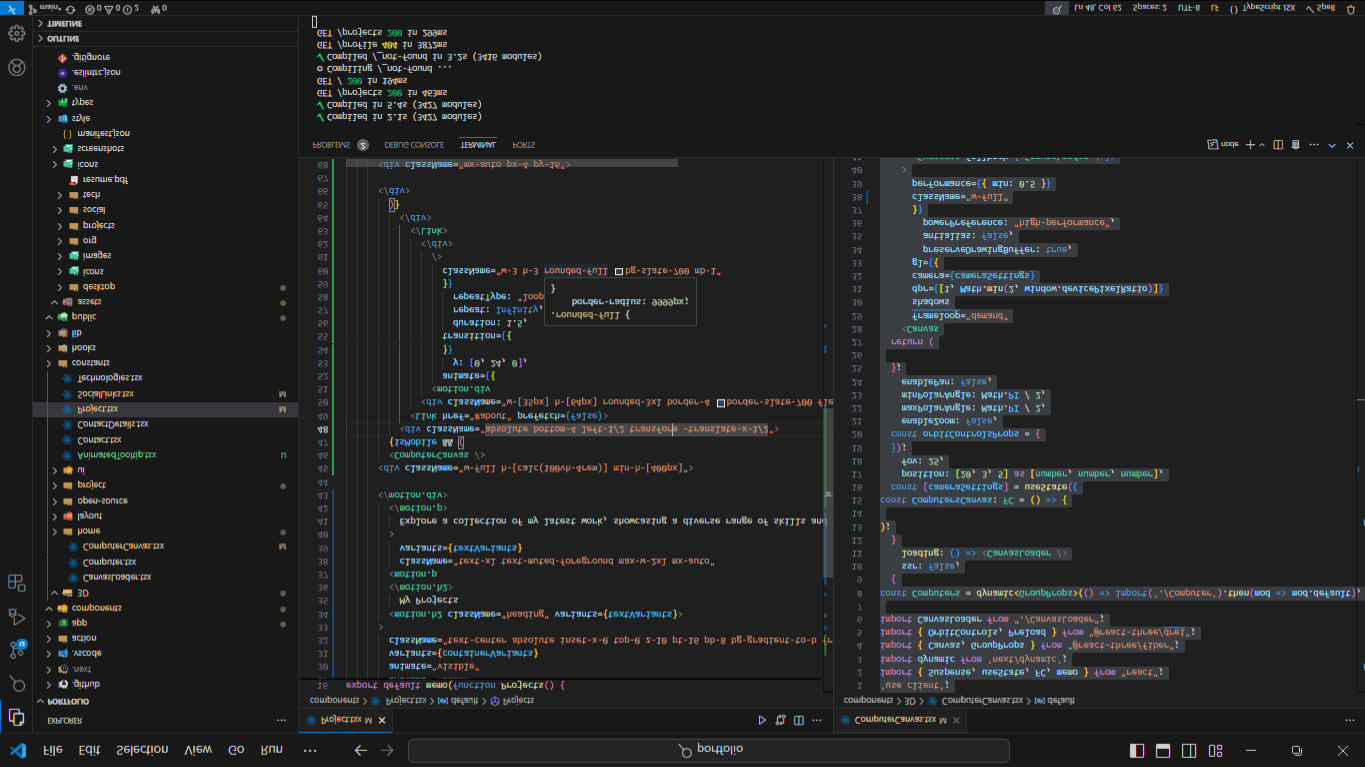 File Edit Selection View Go Run ··· portfolio
EXPLORER ···
PORTFOLIO
.github
.next
.vscode
action
app
components
3D
CanvasLoader.tsx
Computer.tsx
ComputerCanvas.tsx M
home
layout
open-source
project
ui
AnimatedTooltip.tsx U
Contact.tsx
ContactDetails.tsx
Project.tsx M
SocialLinks.tsx M
Technologies.tsx
constants
hooks
lib
public
assets
desktop
icons
images
org
projects
social
tech
resume.pdf
icons
screenshots
manifest.json
style
types
.env
.eslintrc.json
.gitignore
OUTLINE
TIMELINE
Project.tsx M
components > Project.tsx > default > Projects
16 export default memo(function Projects() {
30 animate="visible"
31 variants={containerVariants}
32 className="text-center absolute inset-x-0 top-0 z-10 pt-16 pb-8 bg-gradient-to-b
33 >
34 <motion.h2 className="heading" variants={textVariants}>
35 My Projects
36 </motion.h2>
37 <motion.p
38 className="text-xl text-muted-foreground max-w-2xl mx-auto"
39 variants={textVariants}
40 >
41 Explore a collection of my latest work, showcasing a diverse range of skills and
42 </motion.p>
43 </motion.div>
44
45 <div className="w-full h-[calc(100vh-4rem)] min-h-[400px]">
46 <ComputerCanvas />
47 {isMobile && (
48 <div className="absolute bottom-4 left-1/2 transform -translate-x-1/2">
49 <Link href="#about" prefetch={false}>
50 <div className="w-[35px] h-[64px] rounded-3xl border-4 border-slate-700
51 <motion.div
52 animate={{
53 y: [0, 24, 0],
54 }}
55 transition={{
56 duration: 1.5,
57 repeat: Infinity,
58 repeatType: "loop
59 }}
60 className="w-3 h-3 rounded-full bg-slate-700 mb-1"
61 />
62 </div>
63 </Link>
64 </div>
65 )}
66 </div>
67
68 <div className="mx-auto px-4 py-16">
.rounded-full {
border-radius: 9999px;
}
ComputerCanvas.tsx M
components > 3D > ComputerCanvas.tsx > default
1 'use client';
2 import { Suspense, useState, FC, memo } from "react";
3 import dynamic from 'next/dynamic';
4 import { Canvas, GroupProps } from "@react-three/fiber";
5 import { OrbitControls, Preload } from "@react-three/drei";
6 import CanvasLoader from "./CanvasLoader";
7
8 const Computers = dynamic<GroupProps>(() => import('./Computer').then(mod => mod.default),
9 {
10 ssr: false,
11 loading: () => <CanvasLoader />
12 }
13 );
14
15 const ComputersCanvas: FC = () => {
16 const [cameraSettings] = useState({
17 position: [20, 3, 5] as [number, number, number],
18 fov: 25,
19 });
20 const orbitControlsProps = {
21 enableZoom: false,
22 maxPolarAngle: Math.PI / 2,
23 minPolarAngle: Math.PI / 2,
24 enablePan: false,
25 };
26
27 return (
28 <Canvas
29 frameloop="demand"
30 shadows
31 dpr={[1, Math.min(2, window.devicePixelRatio)]}
32 camera={cameraSettings}
33 gl={{
34 preserveDrawingBuffer: true,
35 antialias: false,
36 powerPreference: "high-performance",
37 }}
38 className="w-full"
39 performance={{ min: 0.5 }}
40 >
PROBLEMS 2 DEBUG CONSOLE TERMINAL PORTS node
✓ Compiled in 2.1s (3427 modules)
✓ Compiled in 5.4s (3427 modules)
GET /projects 200 in 463ms
GET / 200 in 194ms
○ Compiling /_not-found ...
✓ Compiled /_not-found in 3.2s (3416 modules)
GET /profile 404 in 3872ms
GET /projects 200 in 299ms
main* 0 0 2 0 Ln 48, Col 62 Spaces: 2 UTF-8 LF {} TypeScript JSX Spell